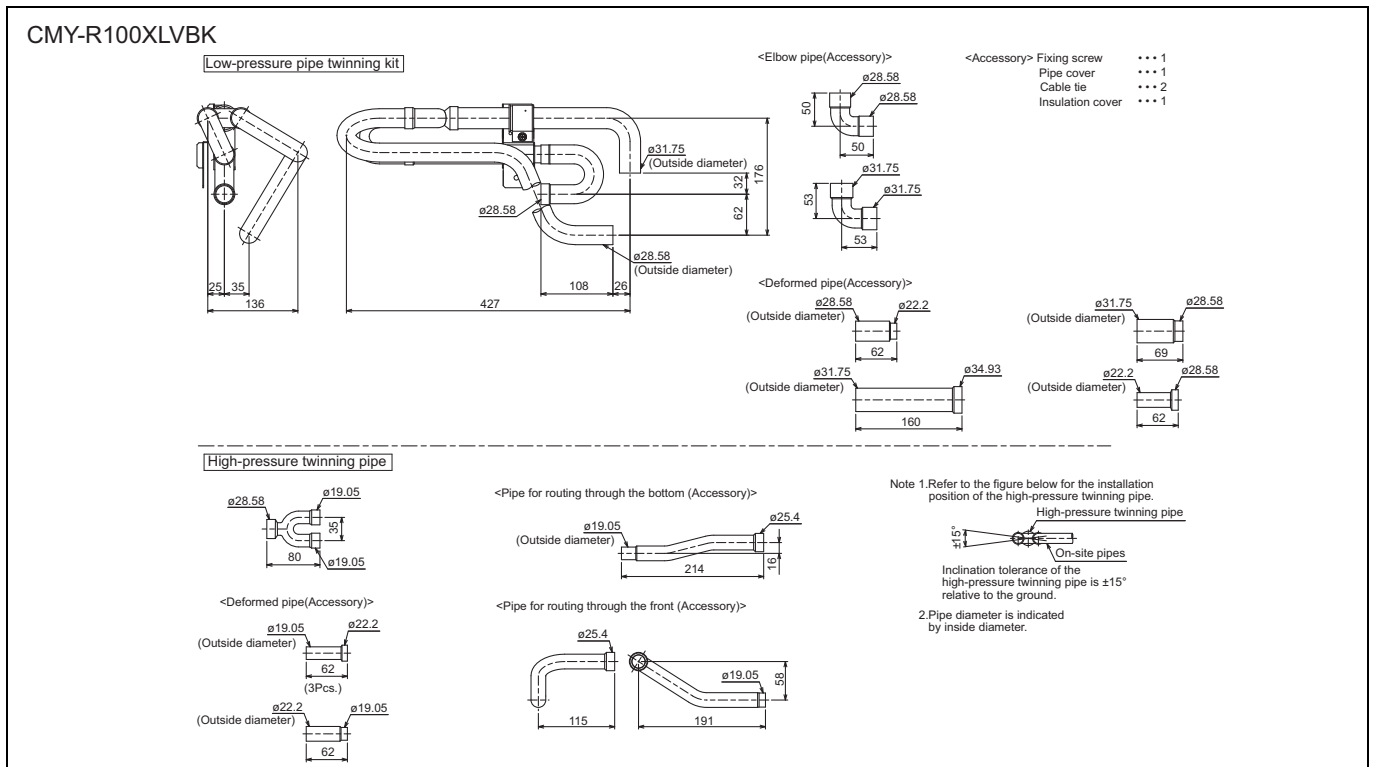 CMY-R100XLVBK
Low-pressure pipe twinning kit
ø31.75
(Outside diameter)
176
32
62
ø28.58
ø28.58
(Outside diameter)
25
35
136
427
108
26
<Elbow pipe(Accessory)>
ø28.58
ø28.58
50
50
ø31.75
ø31.75
53
53
<Accessory> Fixing screw ••• 1
Pipe cover ••• 1
Cable tie ••• 2
Insulation cover ••• 1
<Deformed pipe(Accessory)>
ø28.58
(Outside diameter)
ø22.2
62
ø31.75
(Outside diameter)
ø28.58
69
ø31.75
(Outside diameter)
ø34.93
160
ø22.2
(Outside diameter)
ø28.58
62
High-pressure twinning pipe
ø28.58
ø19.05
35
80
ø19.05
<Deformed pipe(Accessory)>
ø19.05
(Outside diameter)
ø22.2
62
(3Pcs.)
ø22.2
(Outside diameter)
ø19.05
62
<Pipe for routing through the bottom (Accessory)>
ø19.05
(Outside diameter)
ø25.4
16
214
<Pipe for routing through the front (Accessory)>
ø25.4
115
ø19.05
58
191
Note 1.Refer to the figure below for the installation
position of the high-pressure twinning pipe.
High-pressure twinning pipe
±15°
On-site pipes
Inclination tolerance of the
high-pressure twinning pipe is ±15°
relative to the ground.
2.Pipe diameter is indicated
by inside diameter.